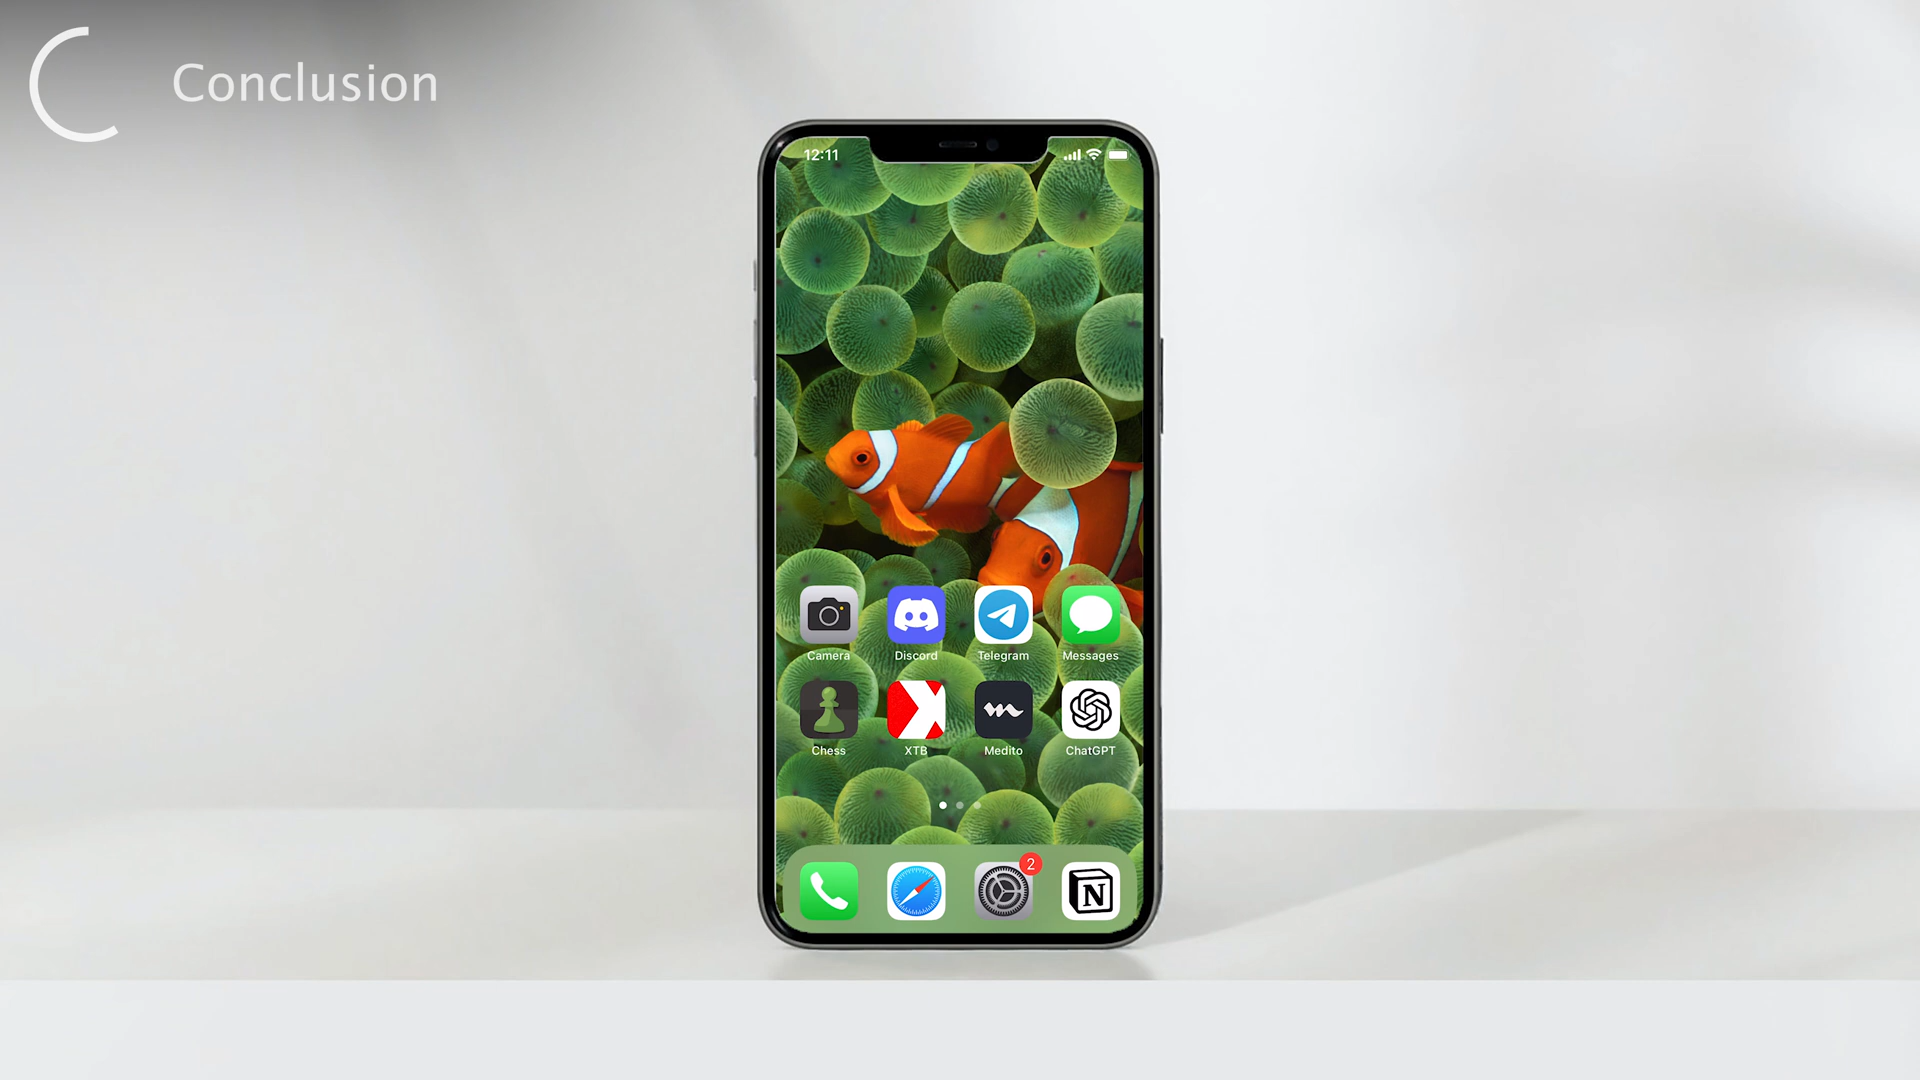 Conclusion
12:11
Camera Discord Telegram Messages
Chess XTB Medito ChatGPT
2
N